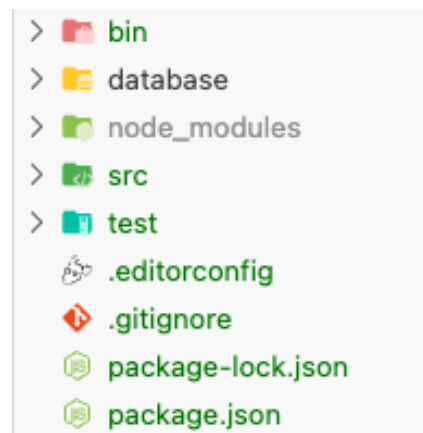 bin
database
node_modules
src
test
.editorconfig
.gitignore
package-lock.json
package.json